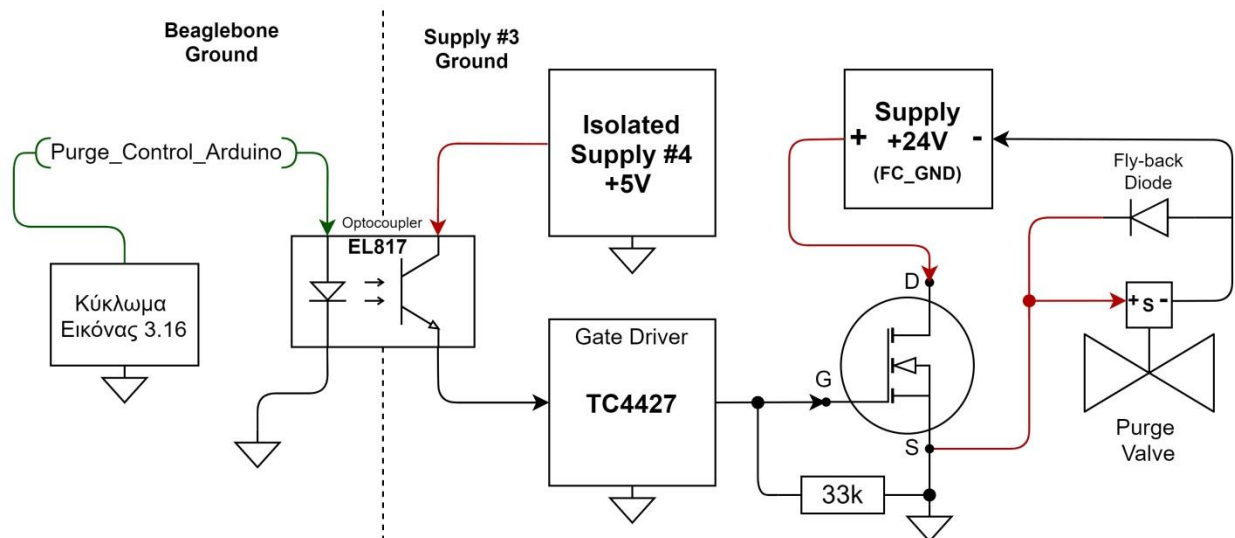 Beaglebone
Ground
Supply #3
Ground
Purge_Control_Arduino
Κύκλωμα
Εικόνας 3.16
Optocoupler
EL817
Isolated
Supply #4
+5V
Gate Driver
TC4427
33k
+
Supply
+24V
(FC_GND)
-
D
G
S
Fly-back
Diode
+ S -
Purge
Valve